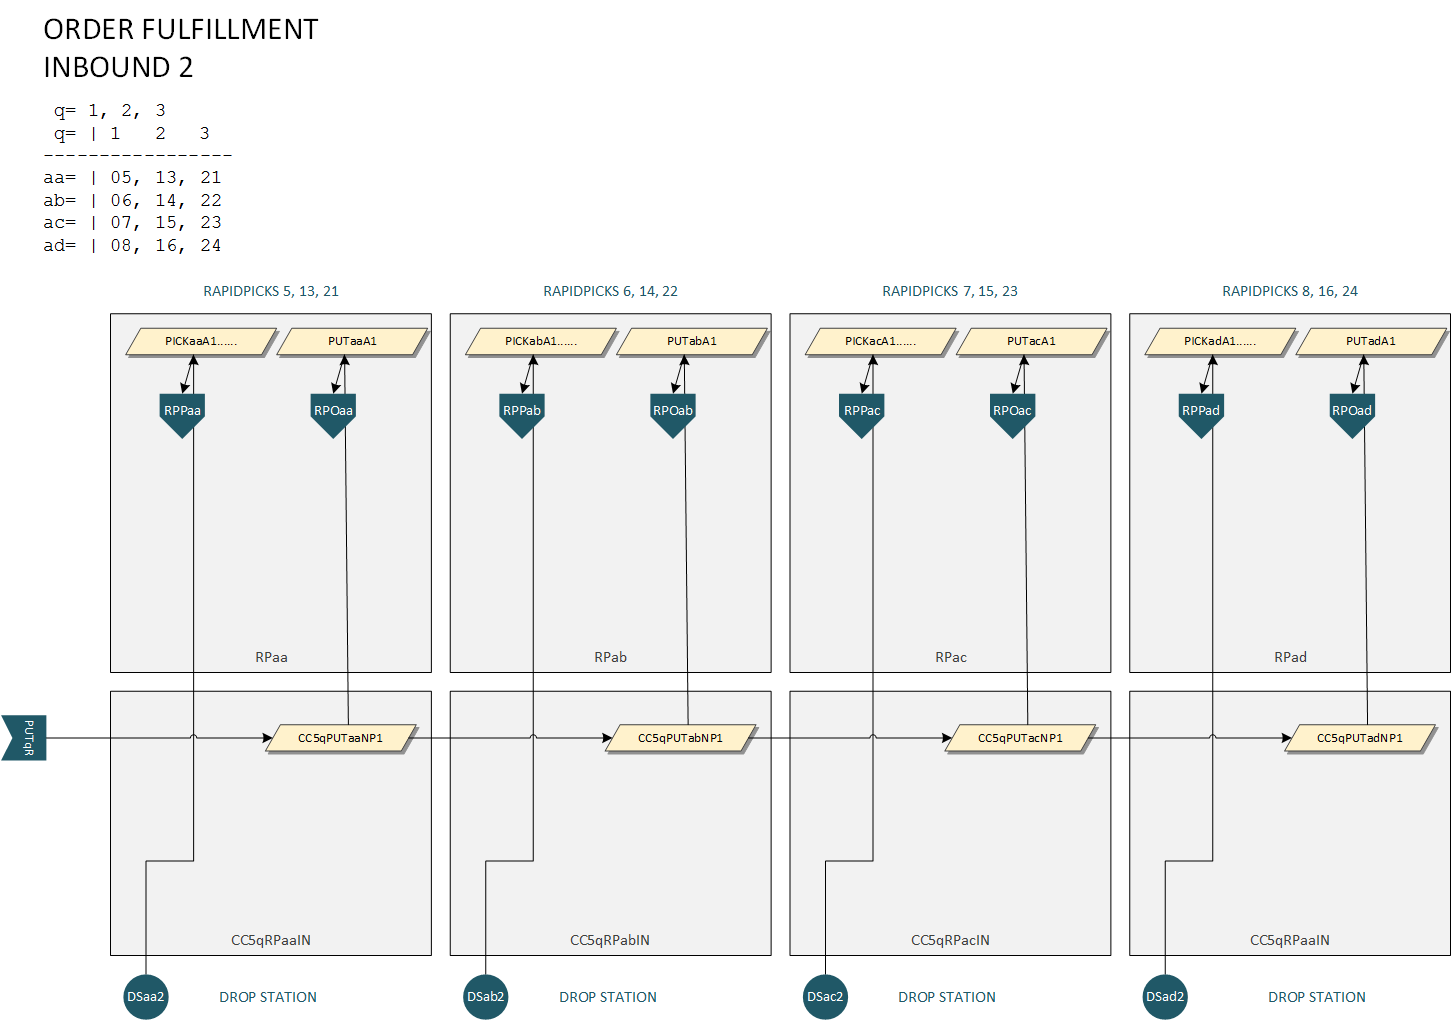 ORDER FULFILLMENT
INBOUND 2
q= 1, 2, 3
q= | 1 2 3
-----------------
aa= | 05, 13, 21
ab= | 06, 14, 22
ac= | 07, 15, 23
ad= | 08, 16, 24
RAPIDPICKS 5, 13, 21
RAPIDPICKS 6, 14, 22
RAPIDPICKS 7, 15, 23
RAPIDPICKS 8, 16, 24
PICKaaA1......
PUTaaA1
PICKabA1......
PUTabA1
PICKacA1......
PUTacA1
PICKadA1......
PUTadA1
RPPaa
RPOaa
RPPab
RPOab
RPPac
RPOac
RPPad
RPOad
RPaa
RPab
RPac
RPad
PUTqR
CC5qPUTaaNP1
CC5qPUTabNP1
CC5qPUTacNP1
CC5qPUTadNP1
CC5qRPaaIN
CC5qRPabIN
CC5qRPacIN
CC5qRPaaIN
DSaa2
DROP STATION
DSab2
DROP STATION
DSac2
DROP STATION
DSad2
DROP STATION